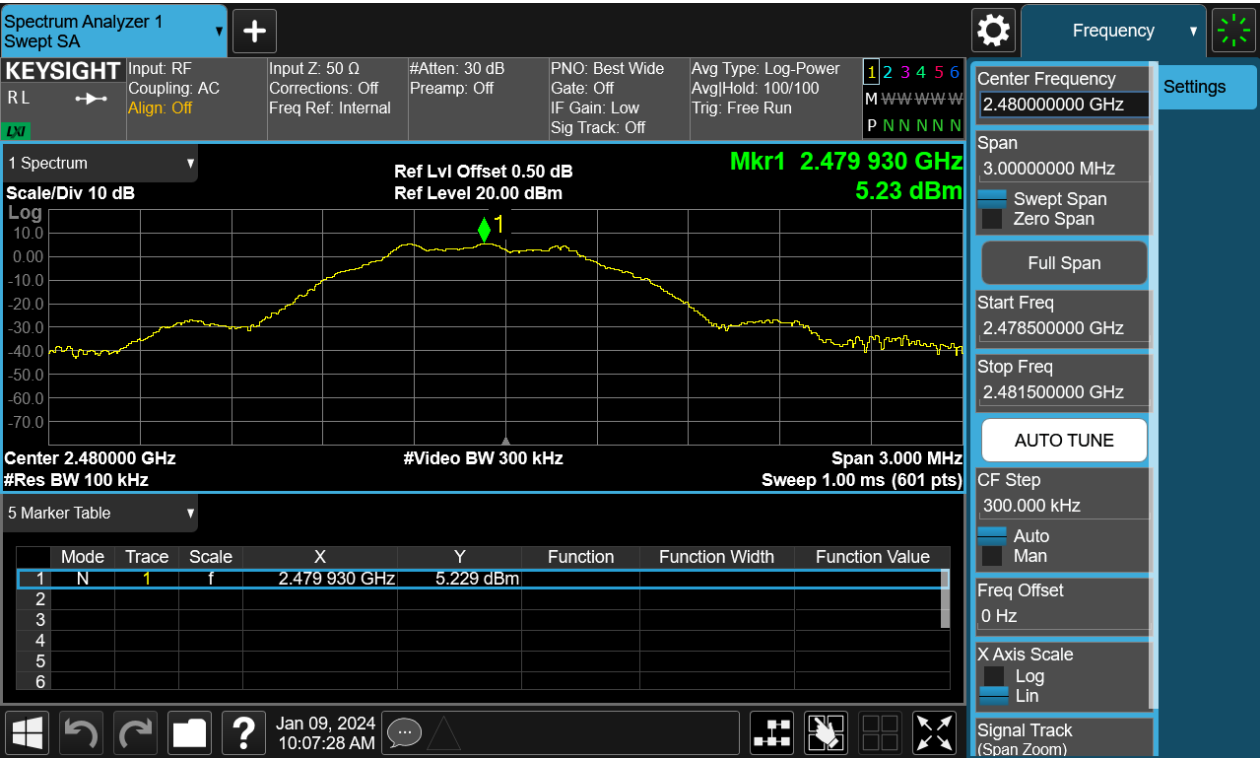 Spectrum Analyzer 1
Swept SA
Frequency
KEYSIGHT
R L
LXI
Input: RF
Coupling: AC
Align: Off
Input Z: 50 Ω
Corrections: Off
Freq Ref: Internal
#Atten: 30 dB
Preamp: Off
PNO: Best Wide
Gate: Off
IF Gain: Low
Sig Track: Off
Avg Type: Log-Power
Avg|Hold: 100/100
Trig: Free Run
1 2 3 4 5 6
M W W W W W
P N N N N N
1 Spectrum
Scale/Div 10 dB
Ref Lvl Offset 0.50 dB
Ref Level 20.00 dBm
Mkr1 2.479 930 GHz
5.23 dBm
Log
1
10.0
0.00
-10.0
-20.0
-30.0
-40.0
-50.0
-60.0
-70.0
Center 2.480000 GHz
#Video BW 300 kHz
Span 3.000 MHz
#Res BW 100 kHz
Sweep 1.00 ms (601 pts)
5 Marker Table
Mode Trace Scale X Y Function Function Width Function Value
1 N 1 f 2.479 930 GHz 5.229 dBm
2
3
4
5
6
?
Jan 09, 2024
10:07:28 AM
Center Frequency
2.480000000 GHz
Span
3.00000000 MHz
Swept Span
Zero Span
Full Span
Start Freq
2.478500000 GHz
Stop Freq
2.481500000 GHz
AUTO TUNE
CF Step
300.000 kHz
Auto
Man
Freq Offset
0 Hz
X Axis Scale
Log
Lin
Signal Track
(Span Zoom)
Settings